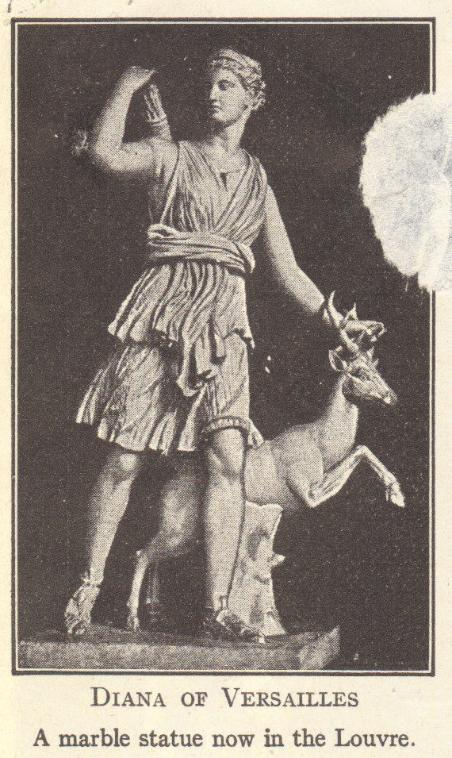 DIANA OF VERSAILLES
A marble statue now in the Louvre.